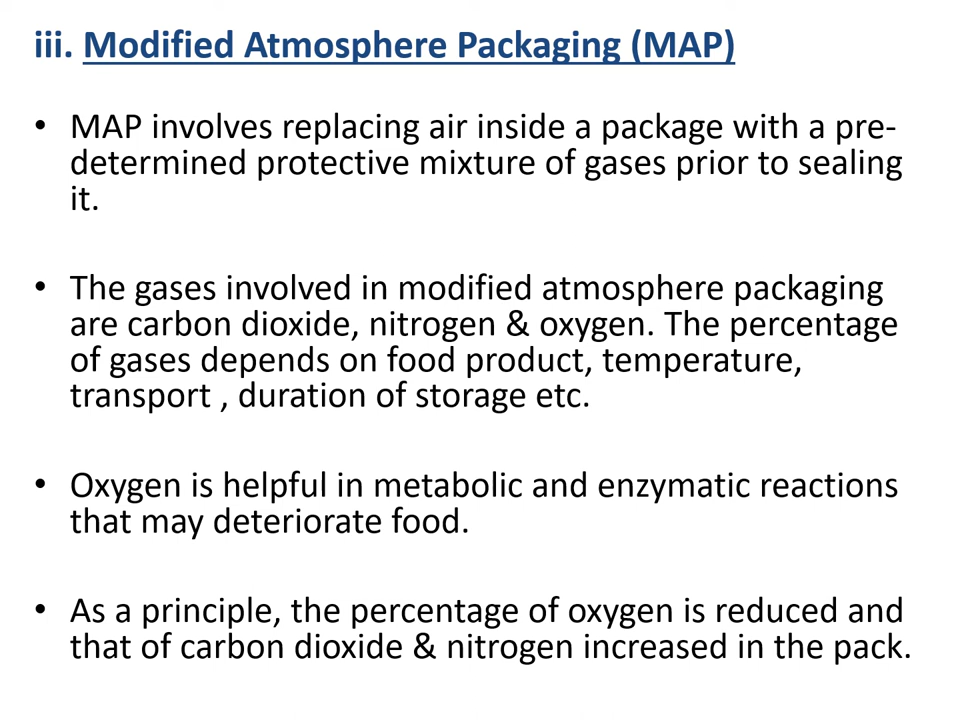 iii. Modified Atmosphere Packaging (MAP)
• MAP involves replacing air inside a package with a pre-
determined protective mixture of gases prior to sealing
it.
• The gases involved in modified atmosphere packaging
are carbon dioxide, nitrogen & oxygen. The percentage
of gases depends on food product, temperature,
transport , duration of storage etc.
• Oxygen is helpful in metabolic and enzymatic reactions
that may deteriorate food.
• As a principle, the percentage of oxygen is reduced and
that of carbon dioxide & nitrogen increased in the pack.